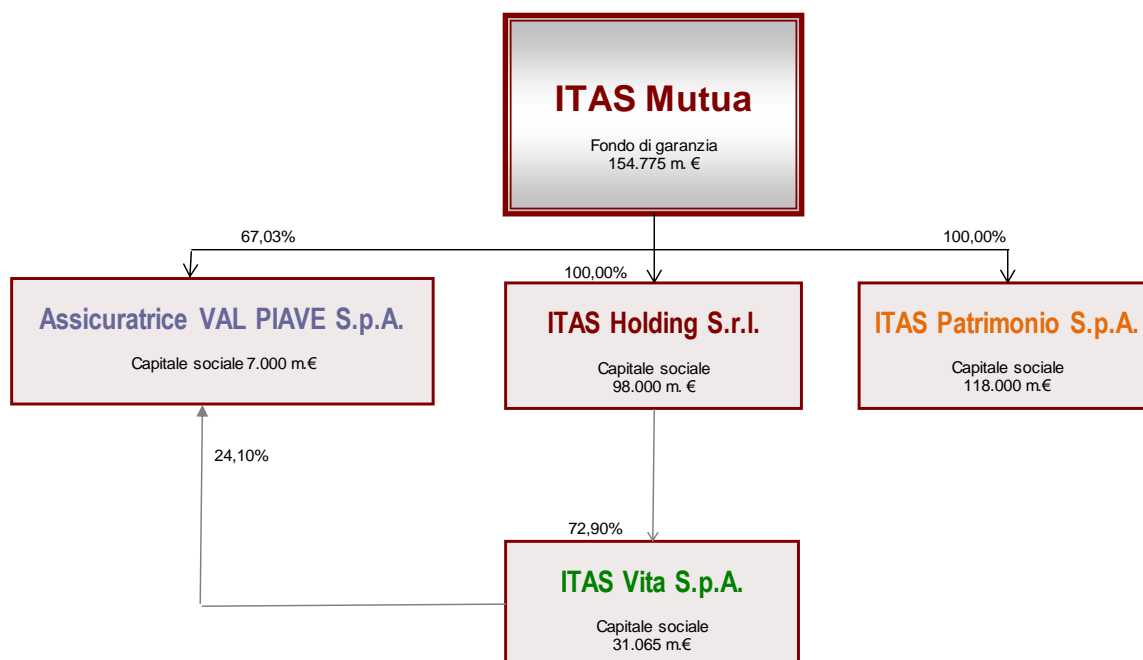 ITAS Mutua
Fondo di garanzia
154.775 m. €
67,03%
100,00%
100,00%
Assicuratrice VAL PIAVE S.p.A.
Capitale sociale 7.000 m.€
ITAS Holding S.r.l.
Capitale sociale
98.000 m. €
ITAS Patrimonio S.p.A.
Capitale sociale
118.000 m.€
24,10%
72,90%
ITAS Vita S.p.A.
Capitale sociale
31.065 m.€